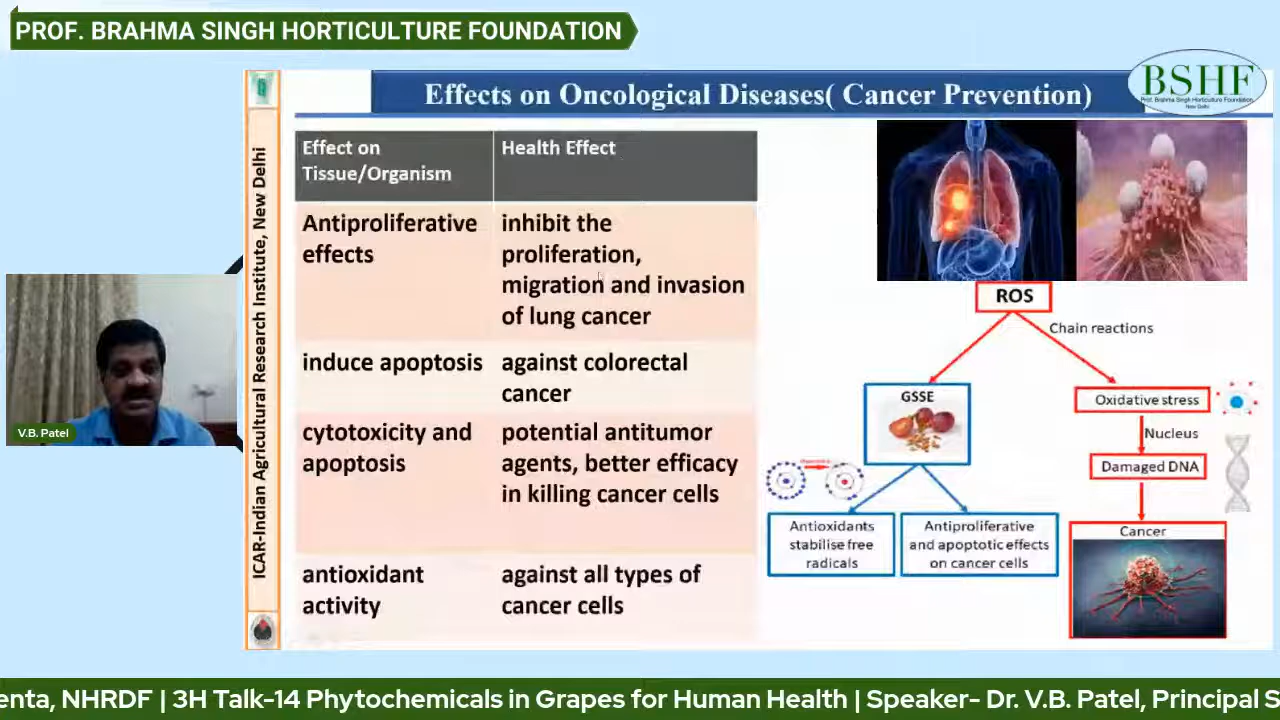 PROF. BRAHMA SINGH HORTICULTURE FOUNDATION
BSHF
Prof. Brahma Singh Horticulture Foundation
New Delhi
Effects on Oncological Diseases( Cancer Prevention)
ICAR-Indian Agricultural Research Institute, New Delhi
Effect on
Tissue/Organism
Health Effect
Antiproliferative
effects
inhibit the
proliferation,
migration and invasion
of lung cancer
induce apoptosis
against colorectal
cancer
cytotoxicity and
apoptosis
potential antitumor
agents, better efficacy
in killing cancer cells
antioxidant
activity
against all types of
cancer cells
ROS
Chain reactions
GSSE
Oxidative stress
Nucleus
Damaged DNA
Antioxidants
stabilise free
radicals
Antiproliferative
and apoptotic effects
on cancer cells
Cancer
V.B. Patel
enta, NHRDF | 3H Talk-14 Phytochemicals in Grapes for Human Health | Speaker- Dr. V.B. Patel, Principal S